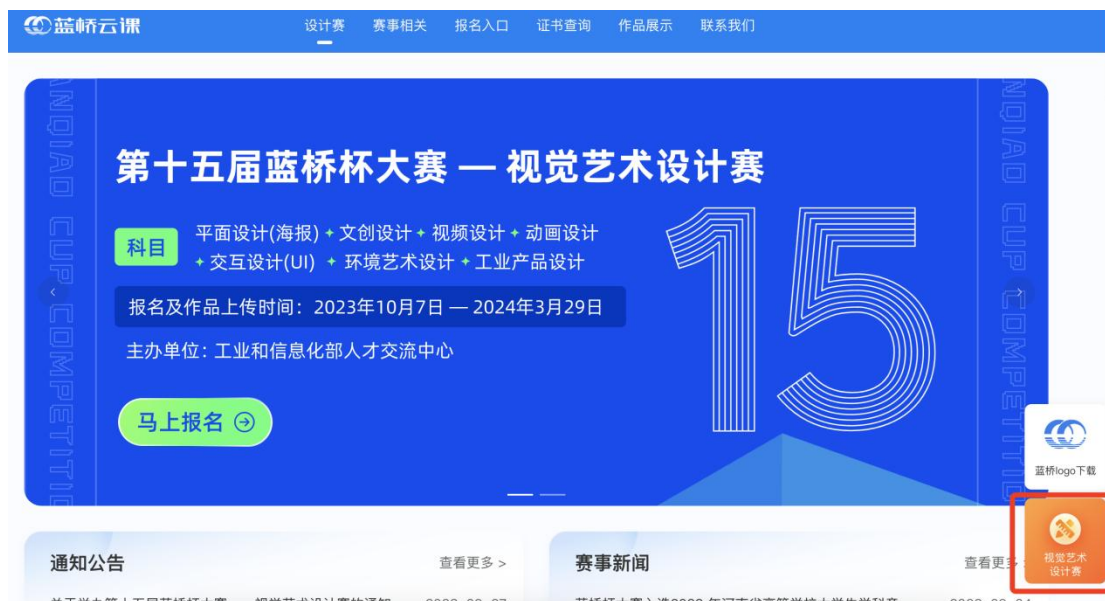 蓝桥云课
设计赛 赛事相关 报名入口 证书查询 作品展示 联系我们
第十五届蓝桥杯大赛 — 视觉艺术设计赛
科目
平面设计(海报) + 文创设计 + 视频设计 + 动画设计
+ 交互设计(UI) + 环境艺术设计 + 工业产品设计
报名及作品上传时间：2023年10月7日 — 2024年3月29日
主办单位：工业和信息化部人才交流中心
马上报名
15
蓝桥logo下载
视觉艺术
设计赛
通知公告
查看更多 >
赛事新闻
查看更多